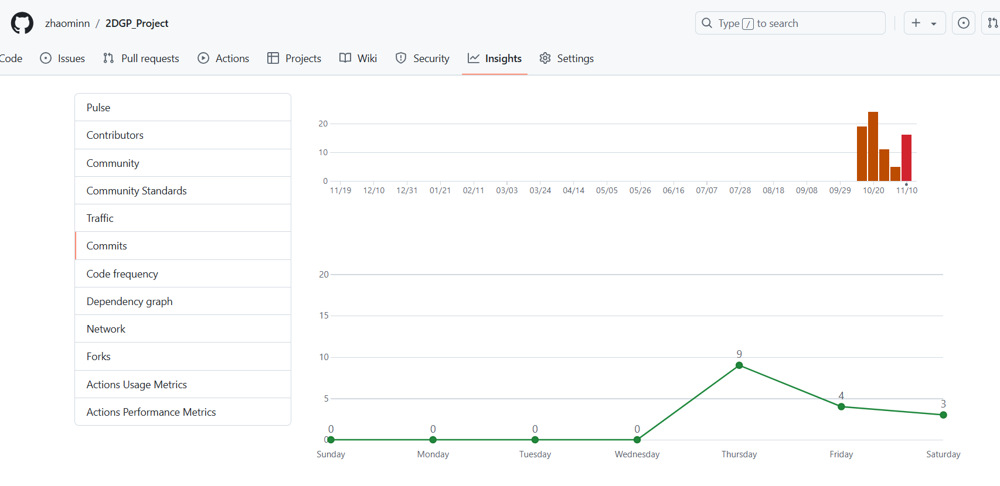 zhaominn / 2DGP_Project
Type / to search
Code Issues Pull requests Actions Projects Wiki Security Insights Settings
Pulse
Contributors
Community
Community Standards
Traffic
Commits
Code frequency
Dependency graph
Network
Forks
Actions Usage Metrics
Actions Performance Metrics
20
10
0
11/19 12/10 12/31 01/21 02/11 03/03 03/24 04/14 05/05 05/26 06/16 07/07 07/28 08/18 09/08 09/29 10/20 11/10
20
15
10
5
0
0 0 0 0 9 4 3
Sunday Monday Tuesday Wednesday Thursday Friday Saturday